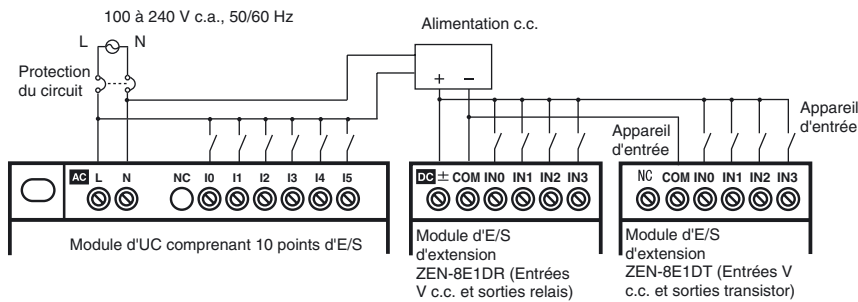 100 à 240 V c.a., 50/60 Hz
L N
Protection
du circuit
Alimentation c.c.
+ −
Appareil
d'entrée
Appareil
d'entrée
AC L N NC I0 I1 I2 I3 I4 I5
DC ± COM IN0 IN1 IN2 IN3
NC COM IN0 IN1 IN2 IN3
Module d'UC comprenant 10 points d'E/S
Module d'E/S
d'extension
ZEN-8E1DR (Entrées
V c.c. et sorties relais)
Module d'E/S
d'extension
ZEN-8E1DT (Entrées V
c.c. et sorties transistor)